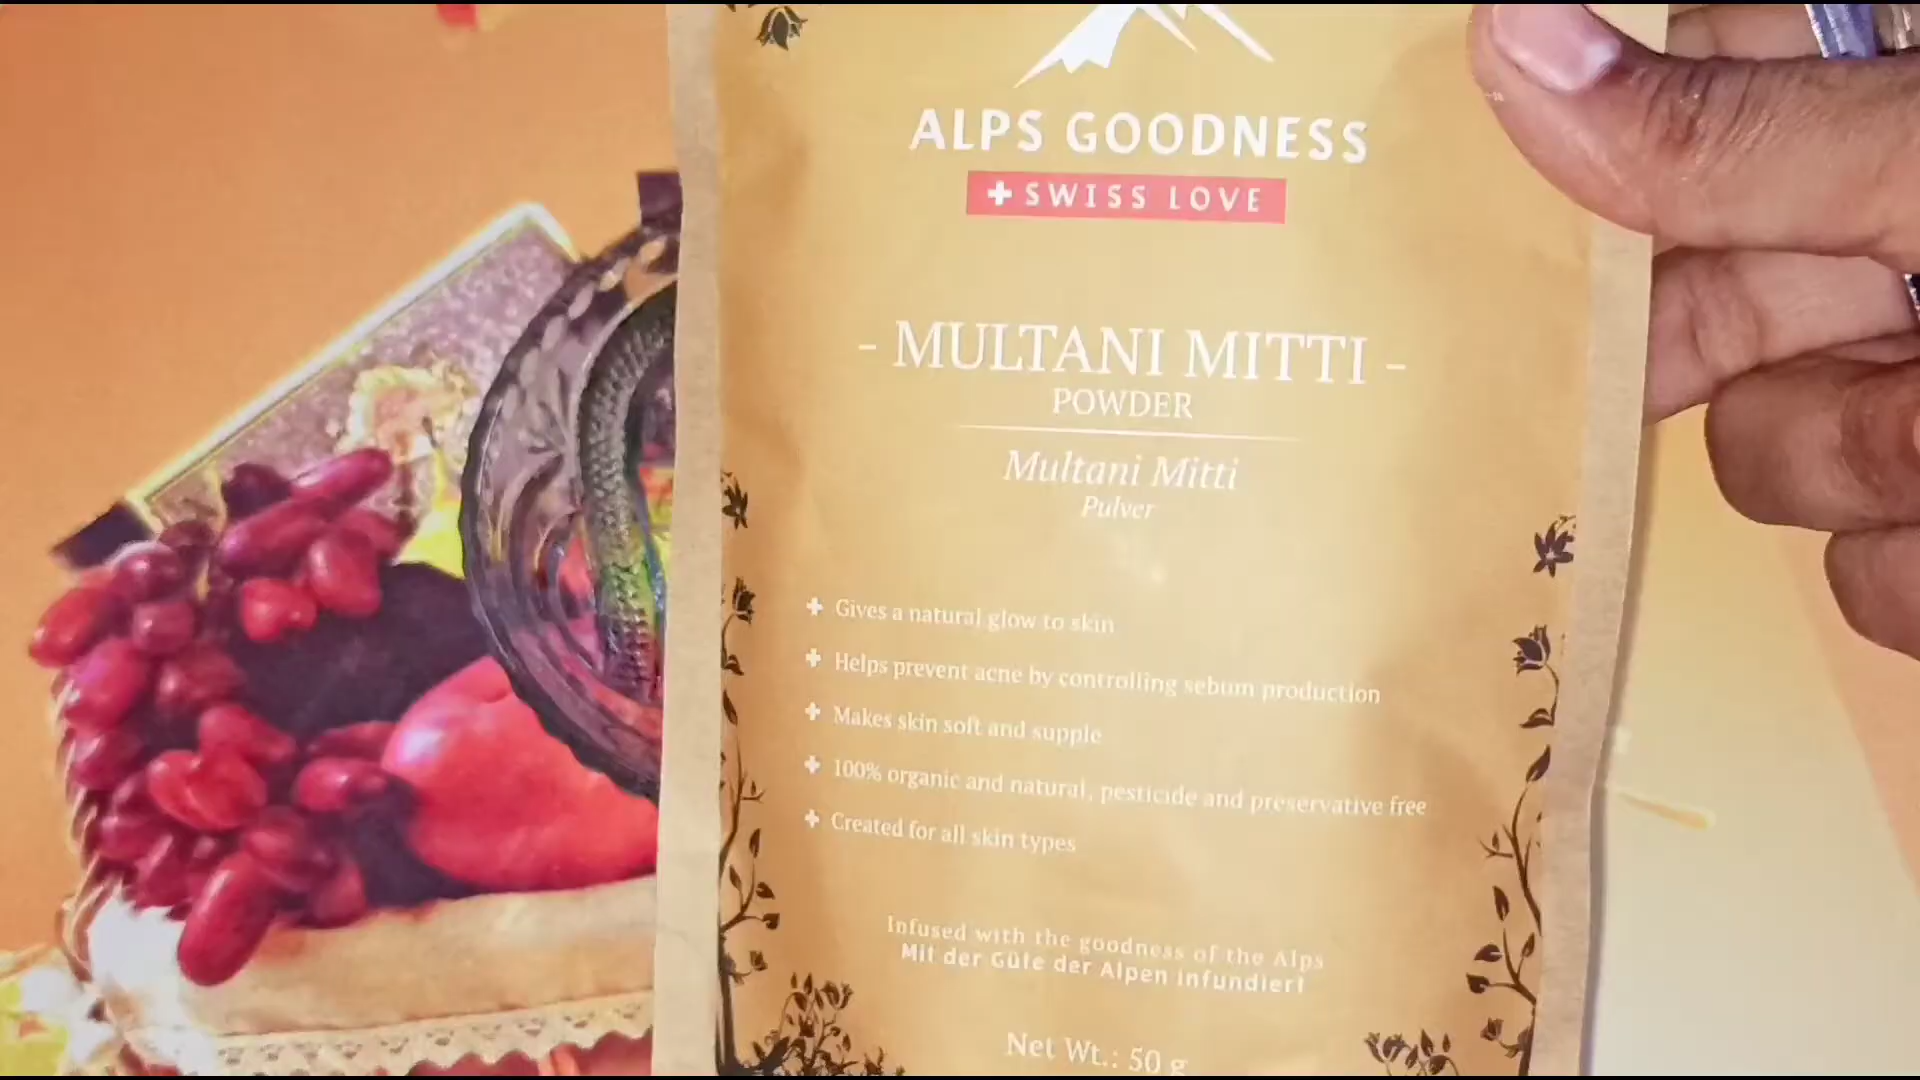 ALPS GOODNESS
+ SWISS LOVE
- MULTANI MITTI -
POWDER
Multani Mitti
Pulver
+ Gives a natural glow to skin
+ Helps prevent acne by controlling sebum production
+ Makes skin soft and supple
+ 100% organic and natural, pesticide and preservative free
+ Created for all skin types
Infused with the goodness of the Alps
Mit der Güte der Alpen infundiert
Net Wt.: 50 g